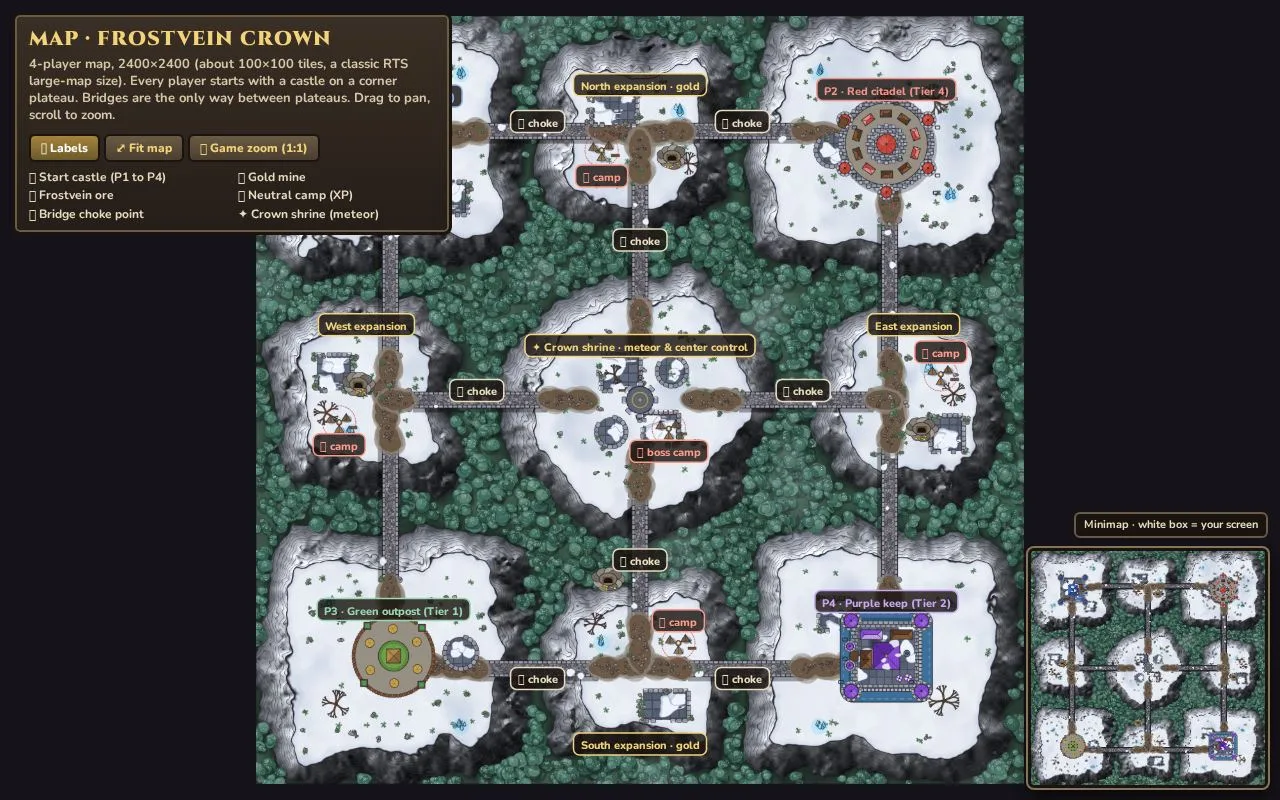 MAP · FROSTVEIN CROWN
4-player map, 2400×2400 (about 100×100 tiles, a classic RTS
large-map size). Every player starts with a castle on a corner
plateau. Bridges are the only way between plateaus. Drag to pan,
scroll to zoom.
Labels
⤢ Fit map
Game zoom (1:1)
Start castle (P1 to P4)
Gold mine
Frostvein ore
Neutral camp (XP)
Bridge choke point
✦ Crown shrine (meteor)
North expansion · gold
P2 · Red citadel (Tier 4)
choke
choke
camp
choke
West expansion
East expansion
✦ Crown shrine · meteor & center control
camp
choke
choke
camp
boss camp
choke
P3 · Green outpost (Tier 1)
P4 · Purple keep (Tier 2)
camp
choke
choke
South expansion · gold
Minimap · white box = your screen